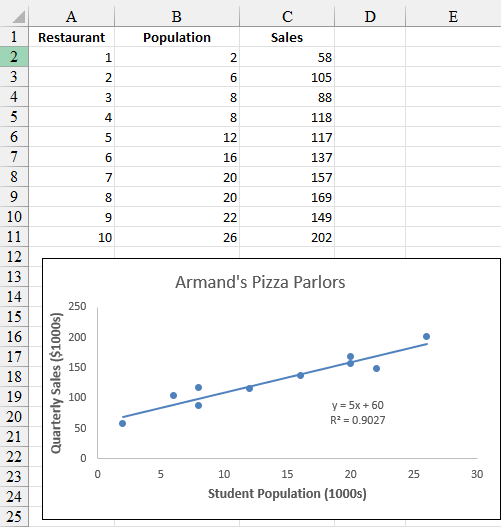 A B C D E
1 Restaurant Population Sales
2 1 2 58
3 2 6 105
4 3 8 88
5 4 8 118
6 5 12 117
7 6 16 137
8 7 20 157
9 8 20 169
10 9 22 149
11 10 26 202
12
13
14
15
16
17
18
19
20
21
22
23
24
25
Armand's Pizza Parlors
Quarterly Sales ($1000s)
250
200
150
100
50
0
y = 5x + 60
R² = 0.9027
0 5 10 15 20 25 30
Student Population (1000s)